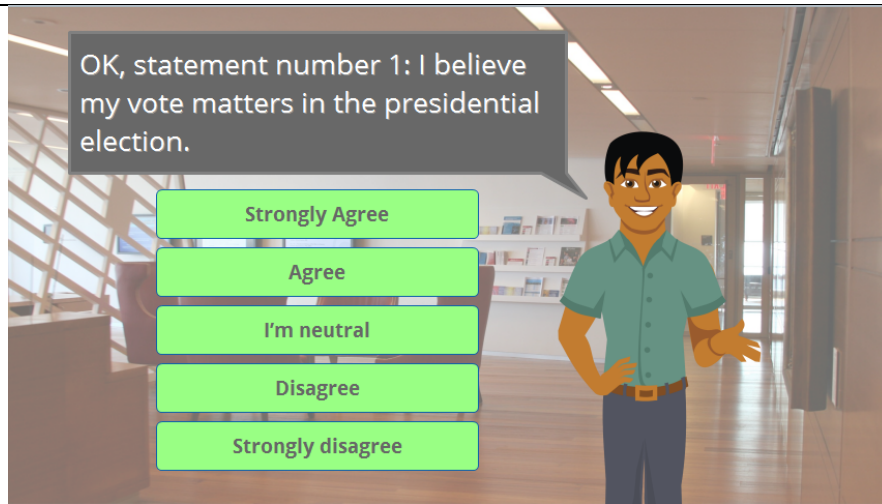 OK, statement number 1: I believe
my vote matters in the presidential
election.
Strongly Agree
Agree
I’m neutral
Disagree
Strongly disagree